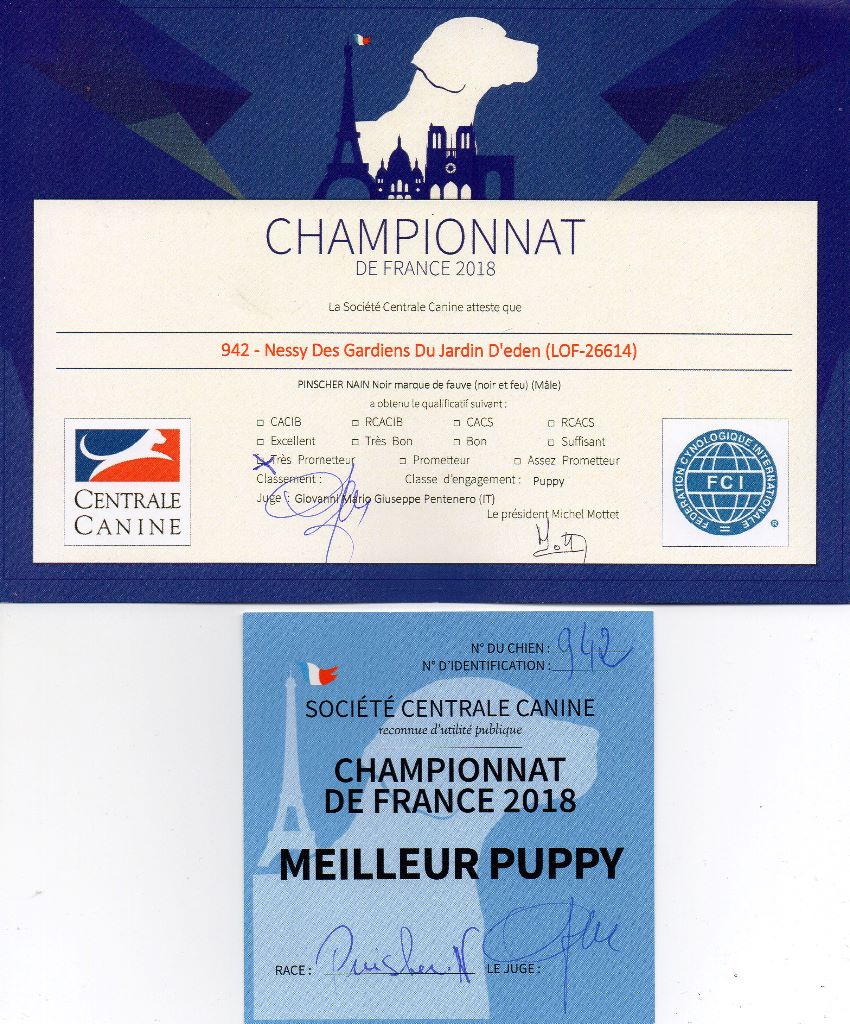 CHAMPIONNAT
DE FRANCE 2018
La Société Centrale Canine atteste que
942 - Nessy Des Gardiens Du Jardin D'eden (LOF-26614)
PINSCHER NAIN Noir marque de fauve (noir et feu) (Mâle)
a obtenu le qualificatif suivant :
□ CACIB □ RCACIB □ CACS □ RCACS
□ Excellent □ Très Bon □ Bon □ Suffisant
☒ Très Prometteur □ Prometteur □ Assez Prometteur
Classement : Classe d'engagement : Puppy
Juge : Giovanni Mario Giuseppe Pentenero (IT)
Le président Michel Mottet
CENTRALE
CANINE
FEDERATION CYNOLOGIQUE INTERNATIONALE
FCI
®
N° DU CHIEN : 942
N° D'IDENTIFICATION :
SOCIÉTÉ CENTRALE CANINE
reconnue d'utilité publique
CHAMPIONNAT
DE FRANCE 2018
MEILLEUR PUPPY
RACE : Pinscher N LE JUGE :